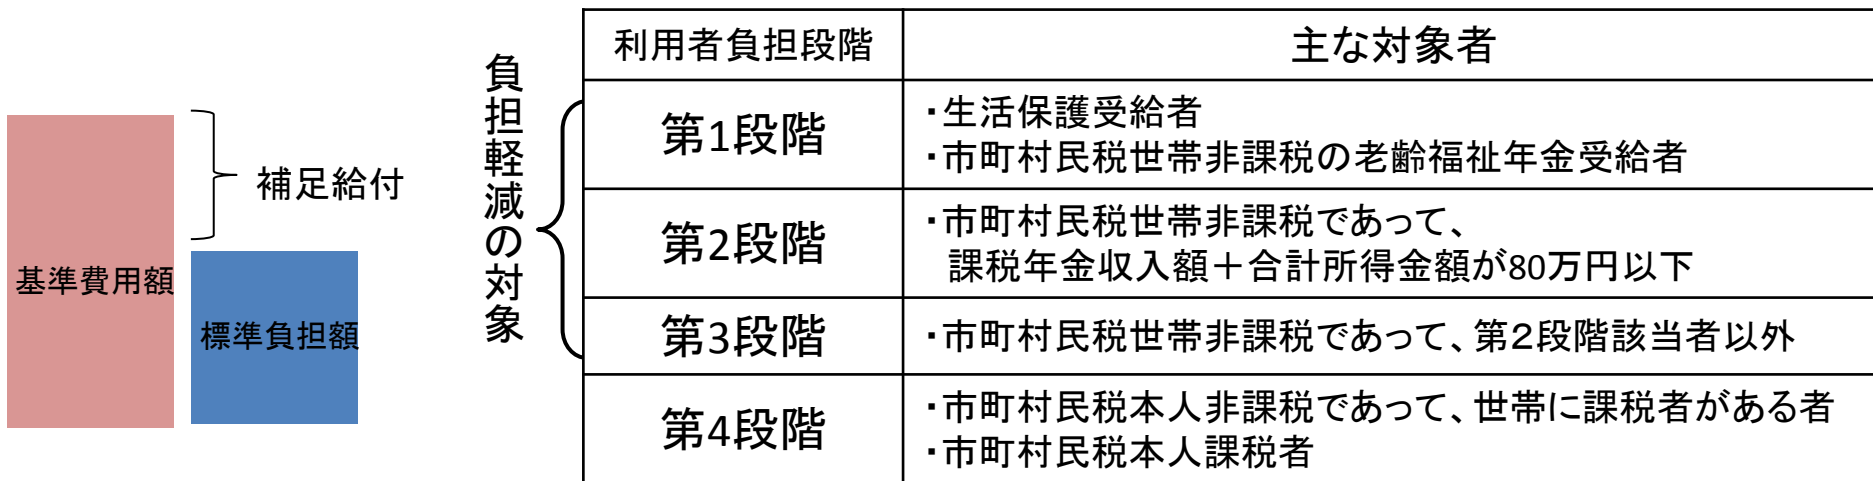 基準費用額
補足給付
標準負担額
負担軽減の対象
利用者負担段階
主な対象者
第1段階
・生活保護受給者
・市町村民税世帯非課税の老齢福祉年金受給者
第2段階
・市町村民税世帯非課税であって、
課税年金収入額＋合計所得金額が80万円以下
第3段階
・市町村民税世帯非課税であって、第２段階該当者以外
第4段階
・市町村民税本人非課税であって、世帯に課税者がある者
・市町村民税本人課税者